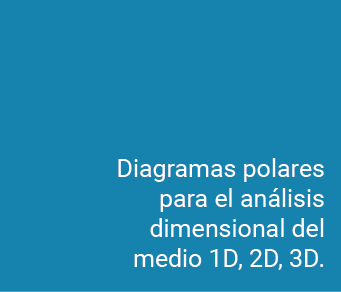 Diagramas polares
para el análisis
dimensional del
medio 1D, 2D, 3D.